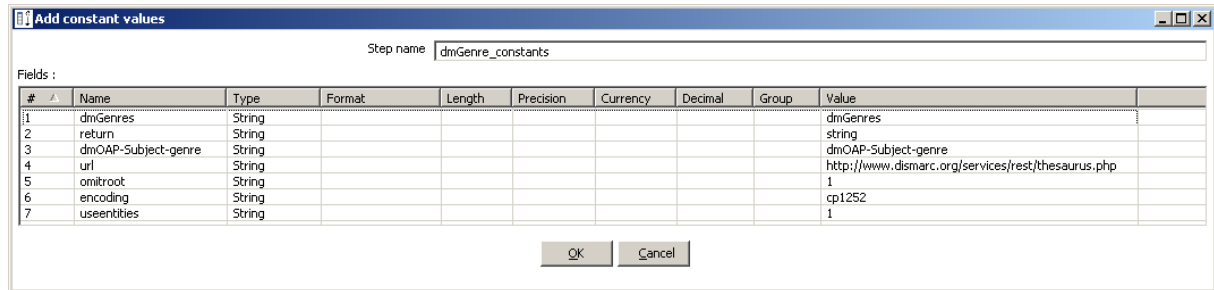 Add constant values
Step name dmGenre_constants
Fields :
# Name Type Format Length Precision Currency Decimal Group Value
1 dmGenres String dmGenres
2 return String string
3 dmOAP-Subject-genre String dmOAP-Subject-genre
4 url String http://www.dismarc.org/services/rest/thesaurus.php
5 omitroot String 1
6 encoding String cp1252
7 useentities String 1
OK Cancel